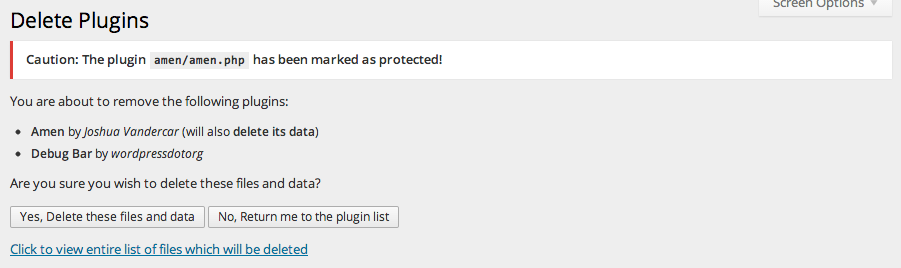 Screen Options
Delete Plugins
Caution: The plugin amen/amen.php has been marked as protected!
You are about to remove the following plugins:
Amen by Joshua Vandercar (will also delete its data)
Debug Bar by wordpressdotorg
Are you sure you wish to delete these files and data?
Yes, Delete these files and data No, Return me to the plugin list
Click to view entire list of files which will be deleted